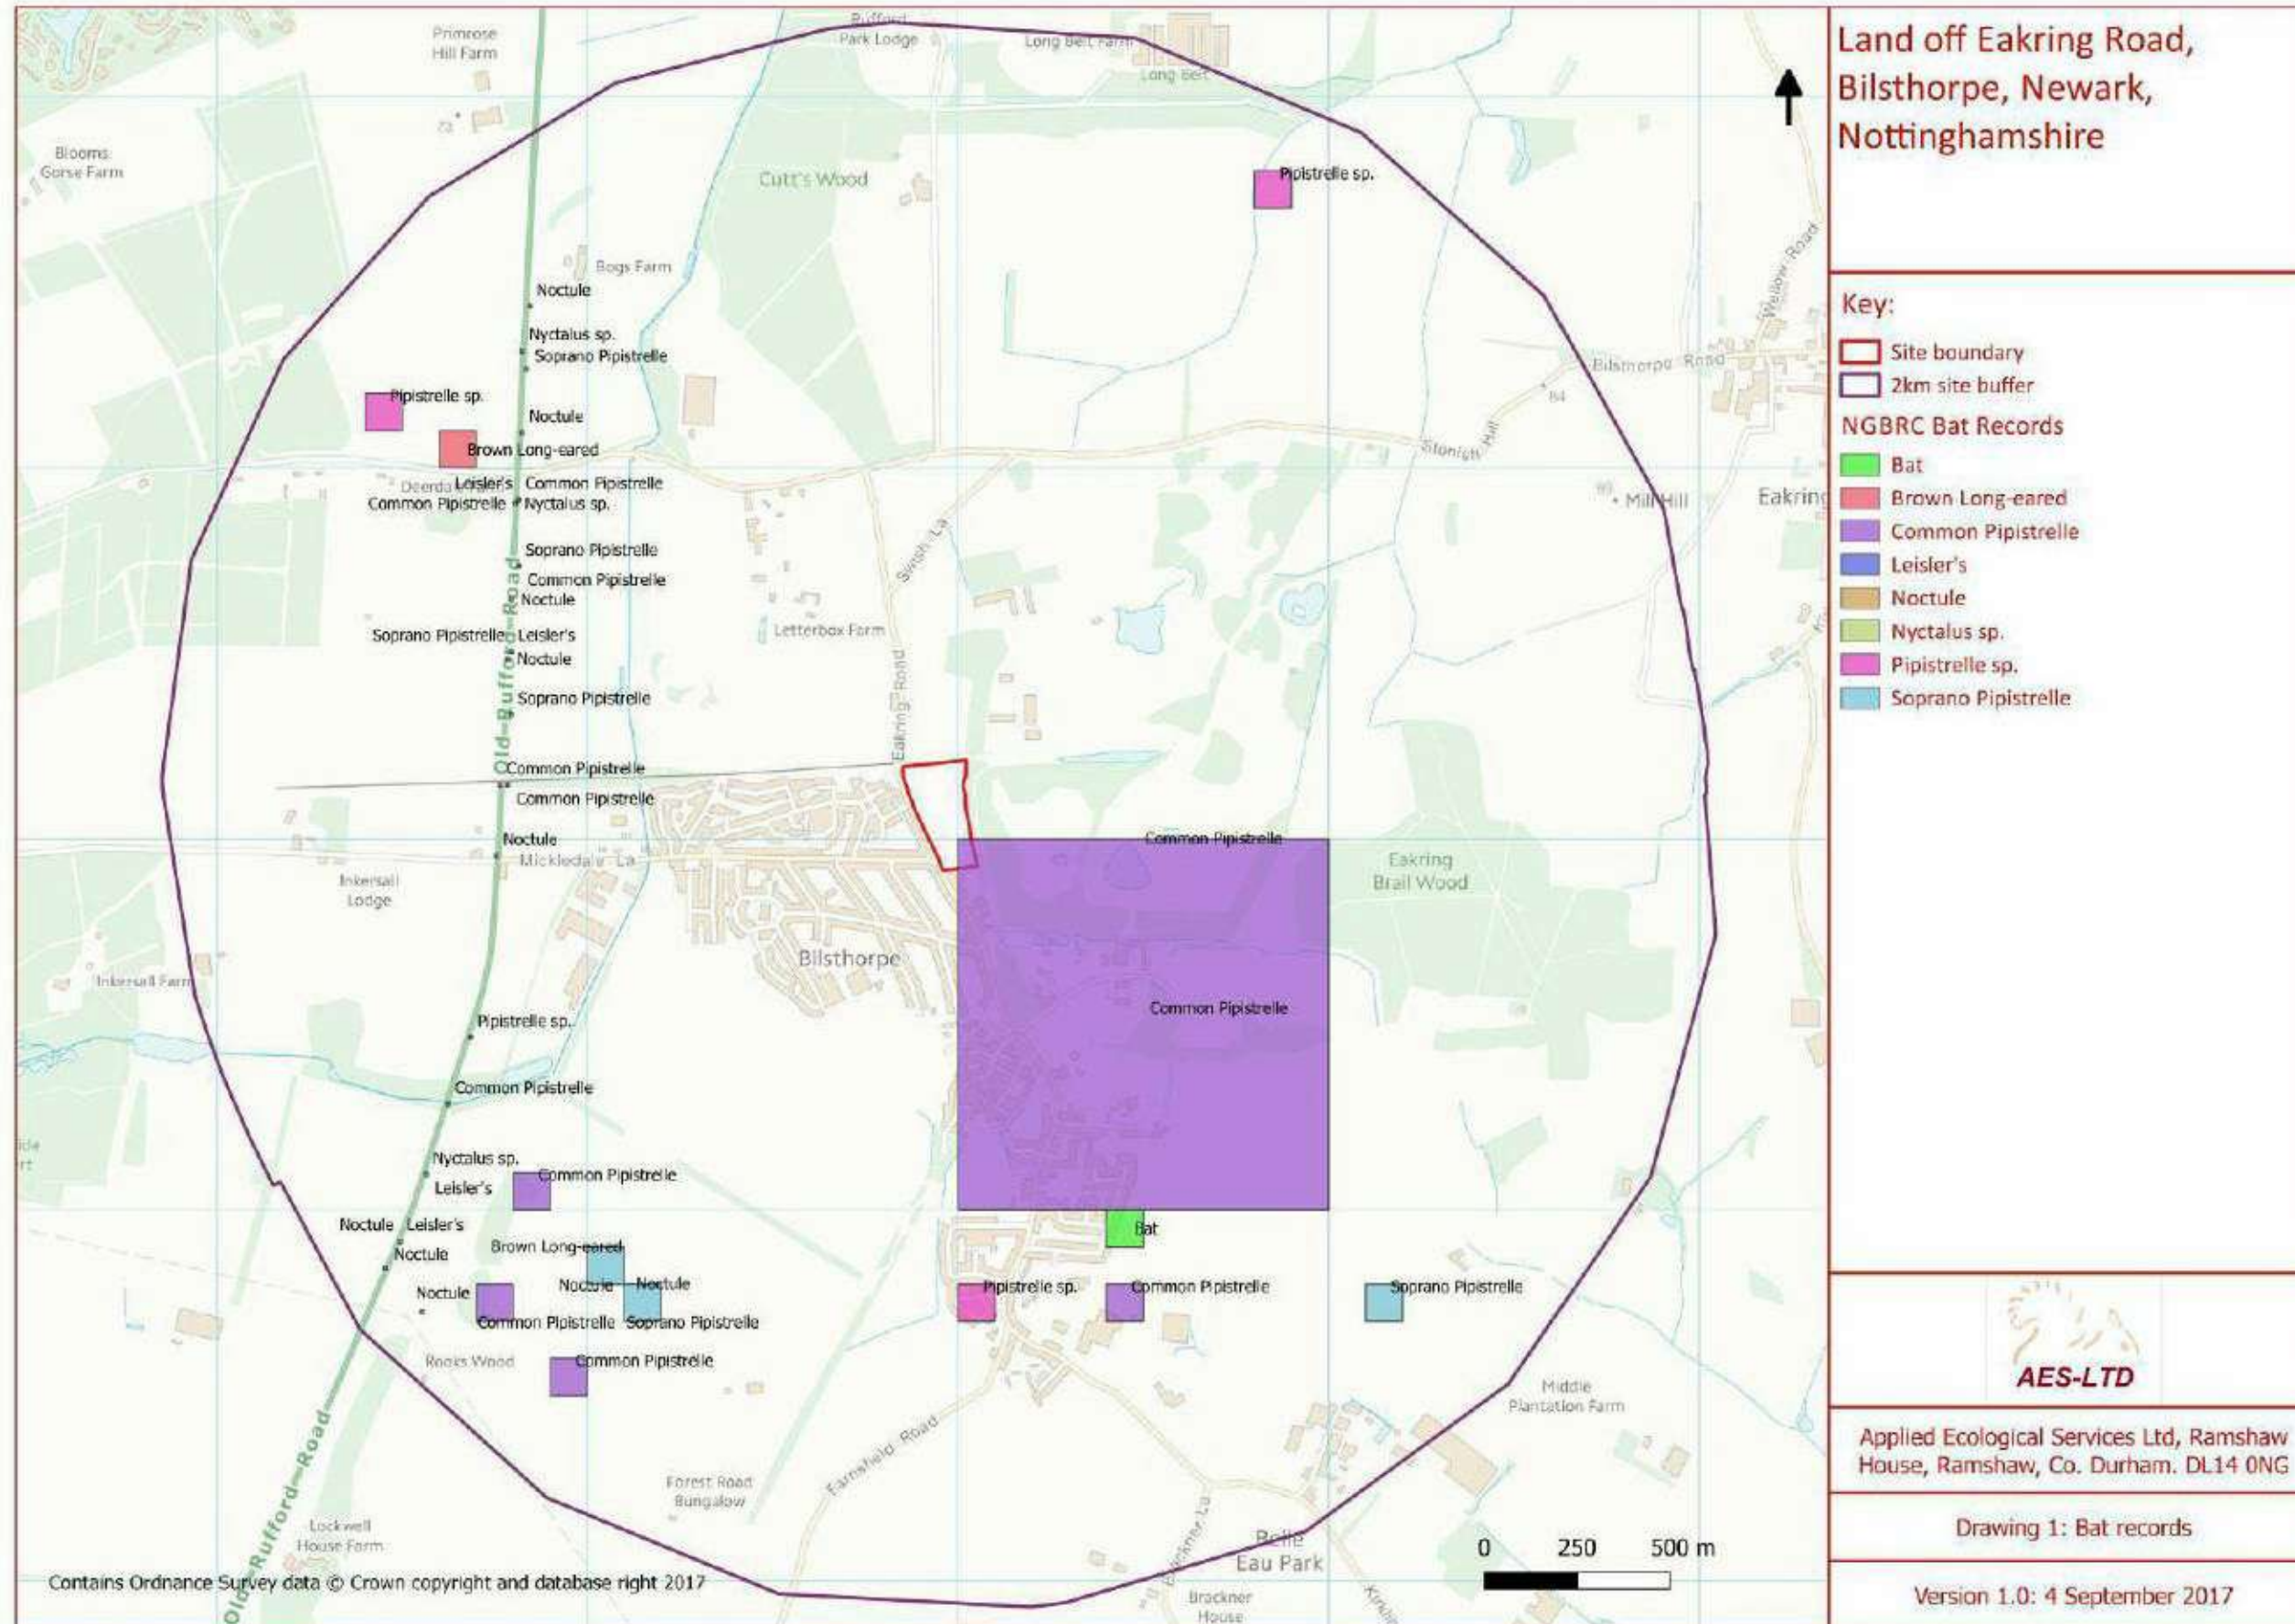 Land off Eakring Road,
Bilsthorpe, Newark,
Nottinghamshire
Key:
Site boundary
2km site buffer
NGBRC Bat Records
Bat
Brown Long-eared
Common Pipistrelle
Leisler's
Noctule
Nyctalus sp.
Pipistrelle sp.
Soprano Pipistrelle
AES-LTD
Applied Ecological Services Ltd, Ramshaw
House, Ramshaw, Co. Durham. DL14 0NG
Drawing 1: Bat records
Version 1.0: 4 September 2017
Primrose
Hill Farm
Park Lodge
Long Belt Farm
Long Belt
Blooms
Gorse Farm
Cutt's Wood
Pipistrelle sp.
Bogs Farm
Wellow Road
Noctule
Nyctalus sp.
Soprano Pipistrelle
Bilsthorpe Road
84
Pipistrelle sp.
Noctule
Brown Long-eared
Stonish Hill
Leisler's Common Pipistrelle
Common Pipistrelle Nyctalus sp.
Mill Hill
Eakring
Swish La
Soprano Pipistrelle
Common Pipistrelle
Noctule
Letterbox Farm
Soprano Pipistrelle Leisler's
Noctule
Old Rufford Road
Eakring Road
Soprano Pipistrelle
Common Pipistrelle
Common Pipistrelle
Noctule
Mickledale La
Common Pipistrelle
Inkersall
Lodge
Eakring
Brail Wood
Bilsthorpe
Inkersall Farm
Common Pipistrelle
Pipistrelle sp.
Common Pipistrelle
Nyctalus sp.
Common Pipistrelle
Leisler's
Noctule Leisler's
Bat
Brown Long-eared
Noctule
Noctule Noctule
Noctule
Pipistrelle sp.
Common Pipistrelle
Soprano Pipistrelle
Common Pipistrelle Soprano Pipistrelle
Rooks Wood
Common Pipistrelle
Middle
Plantation Farm
Farnsfield Road
Forest Road
Bungalow
Old Rufford Road
Lockwell
House Farm
Belle
Eau Park
Brackner La
Brackner
House
0 250 500 m
Contains Ordnance Survey data © Crown copyright and database right 2017